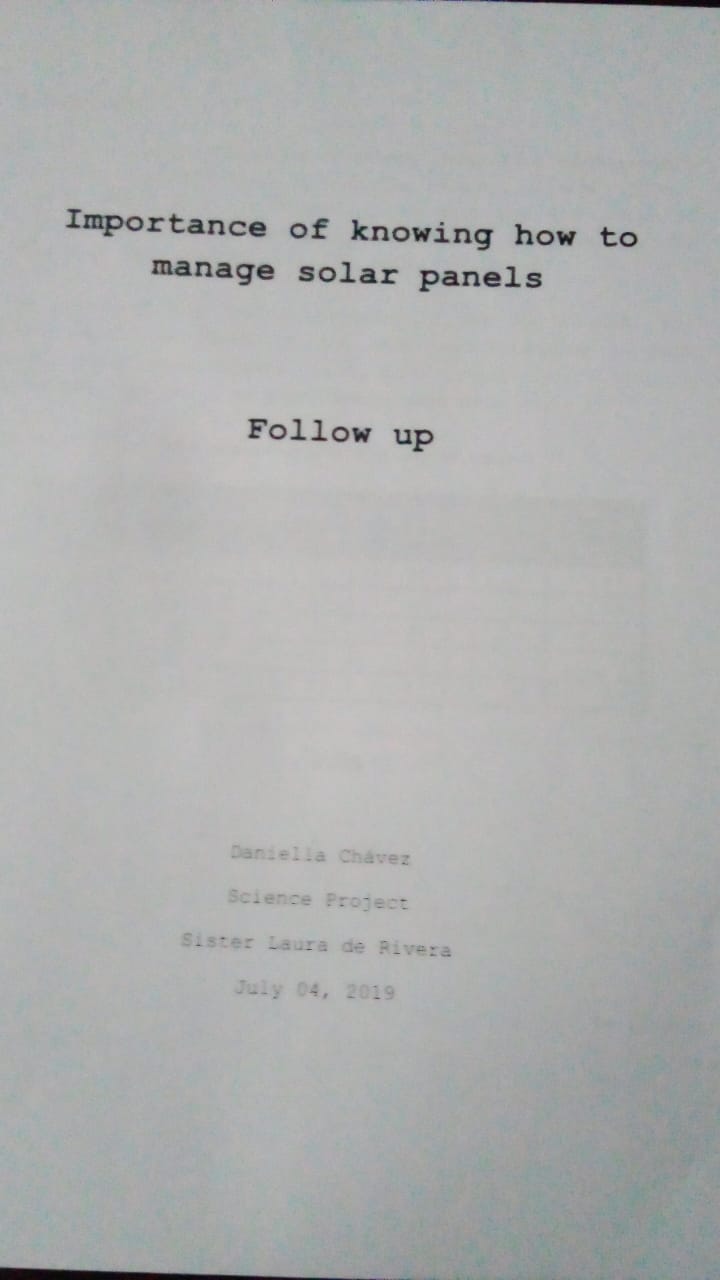 Importance of knowing how to
manage solar panels
Follow up
Daniella Chávez
Science Project
Sister Laura de Rivera
July 04, 2019